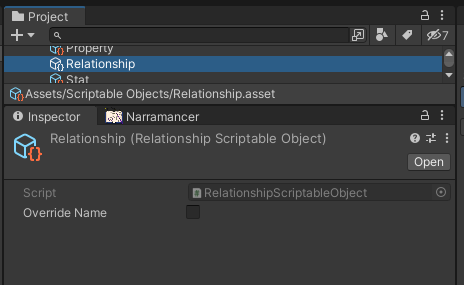 Project
7
Property
Relationship
Stat
Assets/Scriptable Objects/Relationship.asset
Inspector Narramancer
Relationship (Relationship Scriptable Object)
Open
Script RelationshipScriptableObject
Override Name